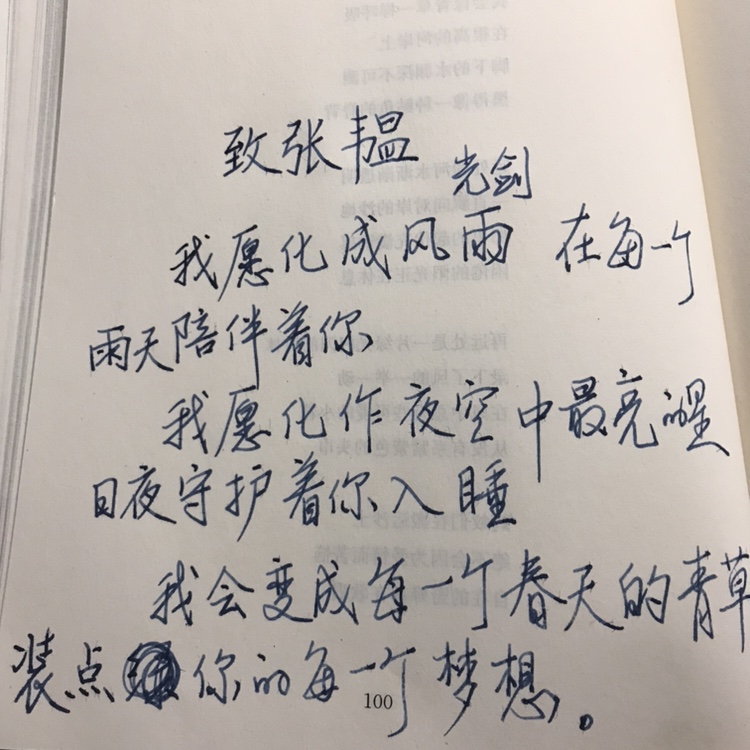 致张韫
光剑
我愿化成风雨 在每一个
雨天陪伴着你
我愿化作夜空中最亮的星
日夜守护着你入睡
我会变成每一个春天的青草
装点你的每一个梦想。
100